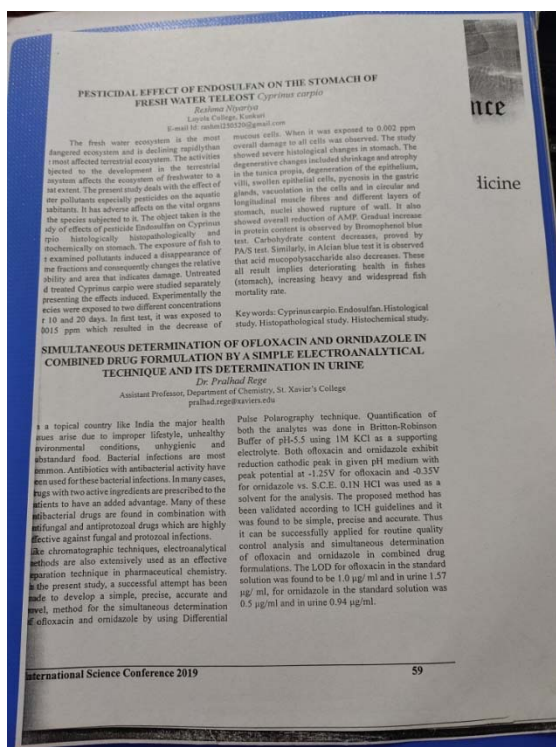 PESTICIDAL EFFECT OF ENDOSULFAN ON THE STOMACH OF
FRESH WATER TELEOST Cyprinus carpio
Reshma Niyariya
Loyola College, Kunkuri
E-mail Id: reshmi230520@gmail.com
The fresh water ecosystem is the most
dangered ecosystem and is declining rapidlythan
most affected terrestrial ecosystem. The activities
bjected to the development in the terrestrial
osystem affects the ecosystem of freshwater to a
eat extent. The present study deals with the effect of
ter pollutants especially pesticides on the aquatic
habitants. It has adverse affects on the vital organs
the species subjected to it. The object taken is the
udy of effects of pesticide Endosulfan on Cyprinus
rpio histologically histopathologically and
tochemically on stomach. The exposure of fish to
examined pollutants induced a disappearance of
me fractions and consequently changes the relative
obility and area that indicates damage. Untreated
d treated Cyprinus carpio were studied separately
presenting the effects induced. Experimentally the
ecies were exposed to two different concentrations
r 10 and 20 days. In first test, it was exposed to
0015 ppm which resulted in the decrease of
mucous cells. When it was exposed to 0.002 ppm
overall damage to all cells was observed. The study
showed severe histological changes in stomach. The
degenerative changes included shrinkage and atrophy
in the tunica propia, degeneration of the epithelium,
villi, swollen epithelial cells, pycnosis in the gastric
glands, vacuolation in the cells and in circular and
longitudinal muscle fibres and different layers of
stomach, nuclei showed rupture of wall. It also
showed overall reduction of AMP. Gradual increase
in protein content is observed by Bromophenol blue
test. Carbohydrate content decreases, proved by
PA/S test. Similarly, in Alcian blue test it is observed
that acid mucopolysaccharide also decreases. These
all result implies deteriorating health in fishes
(stomach), increasing heavy and widespread fish
mortality rate.
Keywords: Cyprinus carpio. Endosulfan. Histological
study. Histopathological study. Histochemical study.
SIMULTANEOUS DETERMINATION OF OFLOXACIN AND ORNIDAZOLE IN
COMBINED DRUG FORMULATION BY A SIMPLE ELECTROANALYTICAL
TECHNIQUE AND ITS DETERMINATION IN URINE
Dr. Pralhad Rege
Assistant Professor, Department of Chemistry, St. Xavier's College
pralhad.rege@xaviers.edu
a topical country like India the major health
sues arise due to improper lifestyle, unhealthy
nvironmental conditions, unhygienic and
ubstandard food. Bacterial infections are most
ommon. Antibiotics with antibacterial activity have
een used for these bacterial infections. In many cases,
rugs with two active ingredients are prescribed to the
atients to have an added advantage. Many of these
ntibacterial drugs are found in combination with
ntifungal and antiprotozoal drugs which are highly
ffective against fungal and protozoal infections.
ike chromatographic techniques, electroanalytical
ethods are also extensively used as an effective
eparation technique in pharmaceutical chemistry.
the present study, a successful attempt has been
ade to develop a simple, precise, accurate and
ovel, method for the simultaneous determination
f ofloxacin and ornidazole by using Differential
Pulse Polarography technique. Quantification of
both the analytes was done in Britton-Robinson
Buffer of pH-5.5 using 1M KCl as a supporting
electrolyte. Both ofloxacin and ornidazole exhibit
reduction cathodic peak in given pH medium with
peak potential at -1.25V for ofloxacin and -0.35V
for ornidazole vs. S.C.E. 0.1N HCl was used as a
solvent for the analysis. The proposed method has
been validated according to ICH guidelines and it
was found to be simple, precise and accurate. Thus
it can be successfully applied for routine quality
control analysis and simultaneous determination
of ofloxacin and ornidazole in combined drug
formulations. The LOD for ofloxacin in the standard
solution was found to be 1.0 µg/ ml and in urine 1.57
µg/ ml, for ornidazole in the standard solution was
0.5 µg/ml and in urine 0.94 µg/ml.
nternational Science Conference 2019
59
nce
dicine